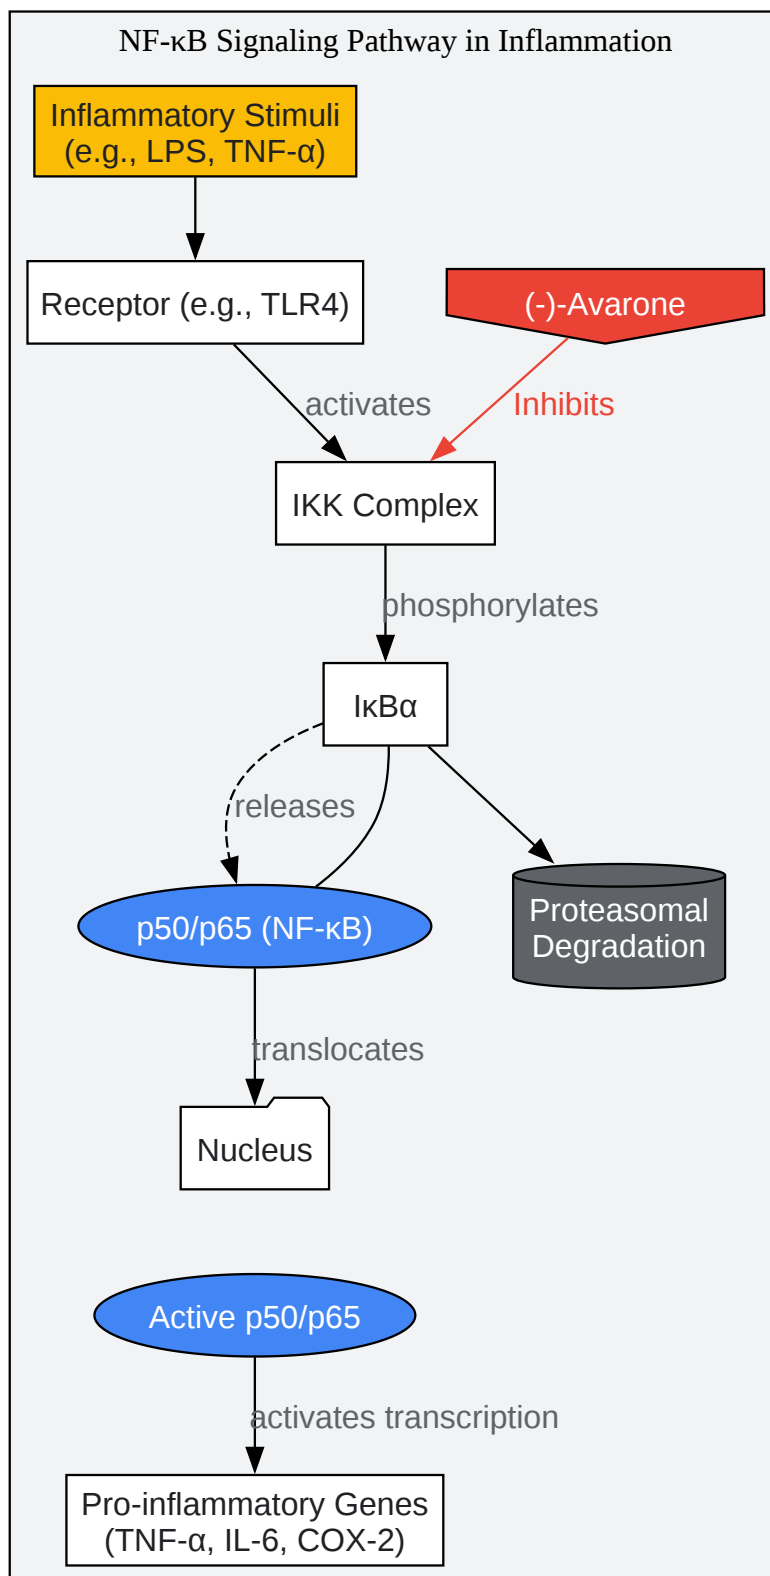 NF-κB Signaling Pathway in Inflammation
Inflammatory Stimuli
(e.g., LPS, TNF-α)
Receptor (e.g., TLR4)
(-)-Avarone
activates
Inhibits
IKK Complex
phosphorylates
IκBα
releases
p50/p65 (NF-κB)
Proteasomal
Degradation
translocates
Nucleus
Active p50/p65
activates transcription
Pro-inflammatory Genes
(TNF-α, IL-6, COX-2)